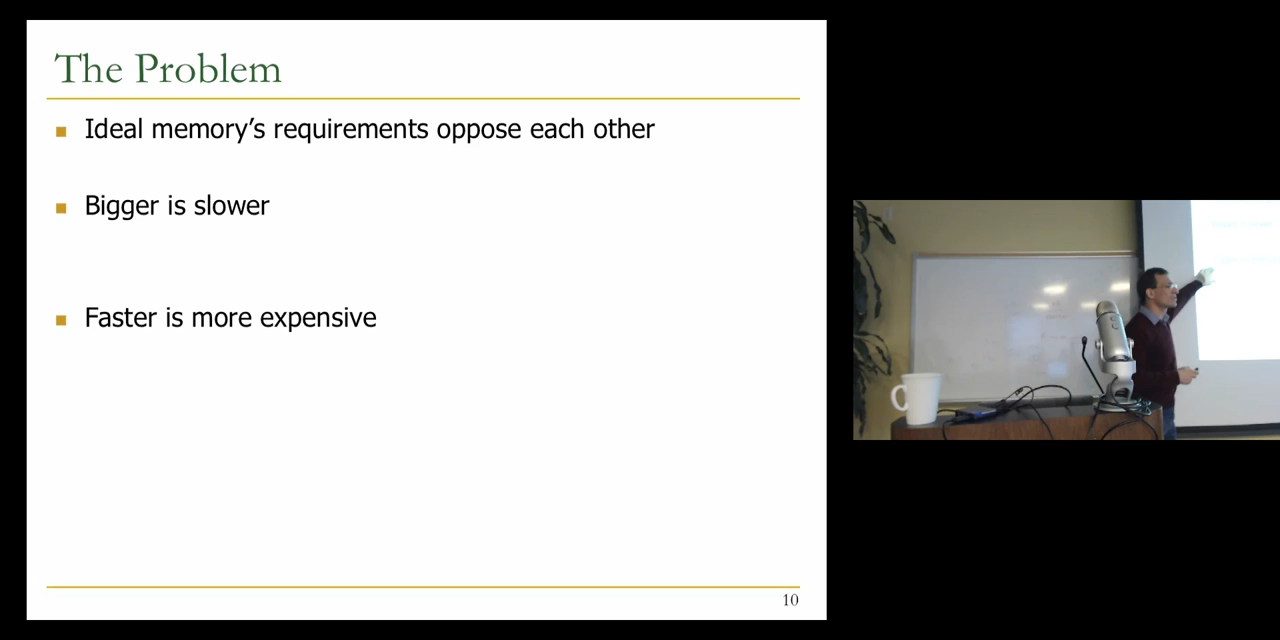 The Problem
Ideal memory’s requirements oppose each other
Bigger is slower
Faster is more expensive
10